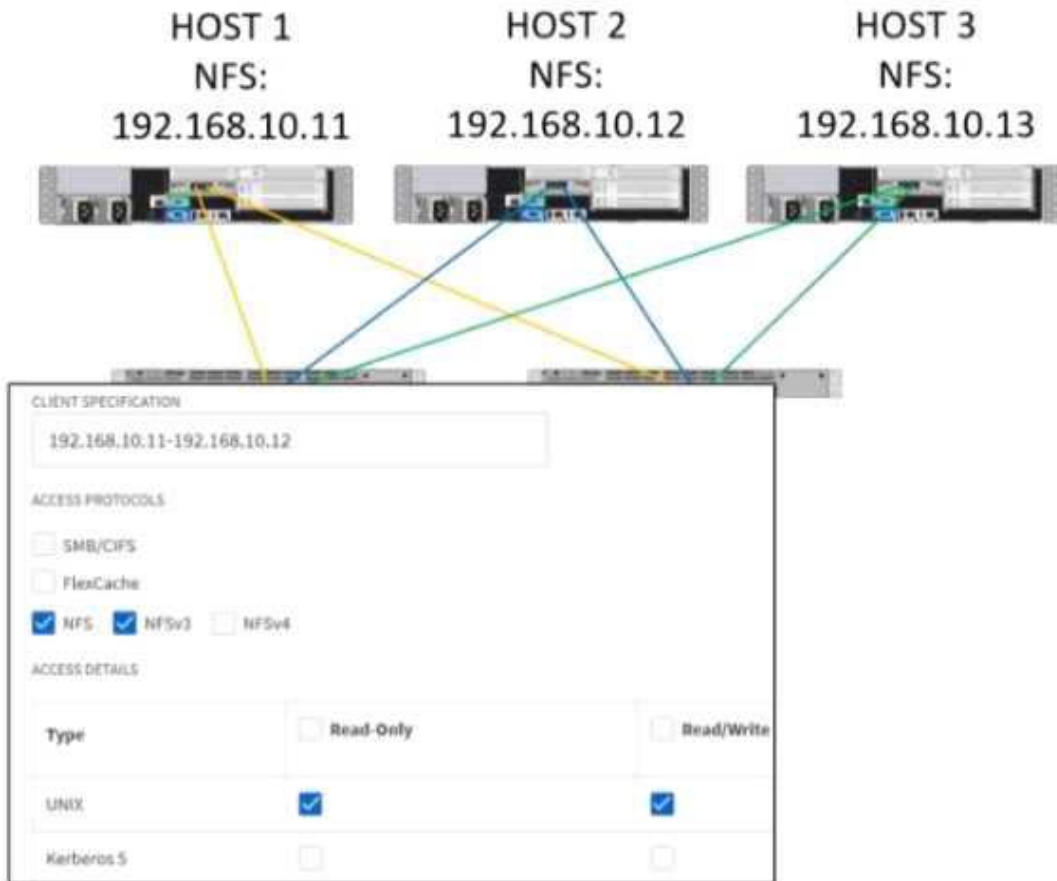 HOST 1 HOST 2 HOST 3
NFS: NFS: NFS:
192.168.10.11 192.168.10.12 192.168.10.13
CLIENT SPECIFICATION
192.168.10.11-192.168.10.12
ACCESS PROTOCOLS
SMB/CIFS
FlexCache
NFS NFSv3 NFSv4
ACCESS DETAILS
Type Read-Only Read/Write
UNIX
Kerberos 5